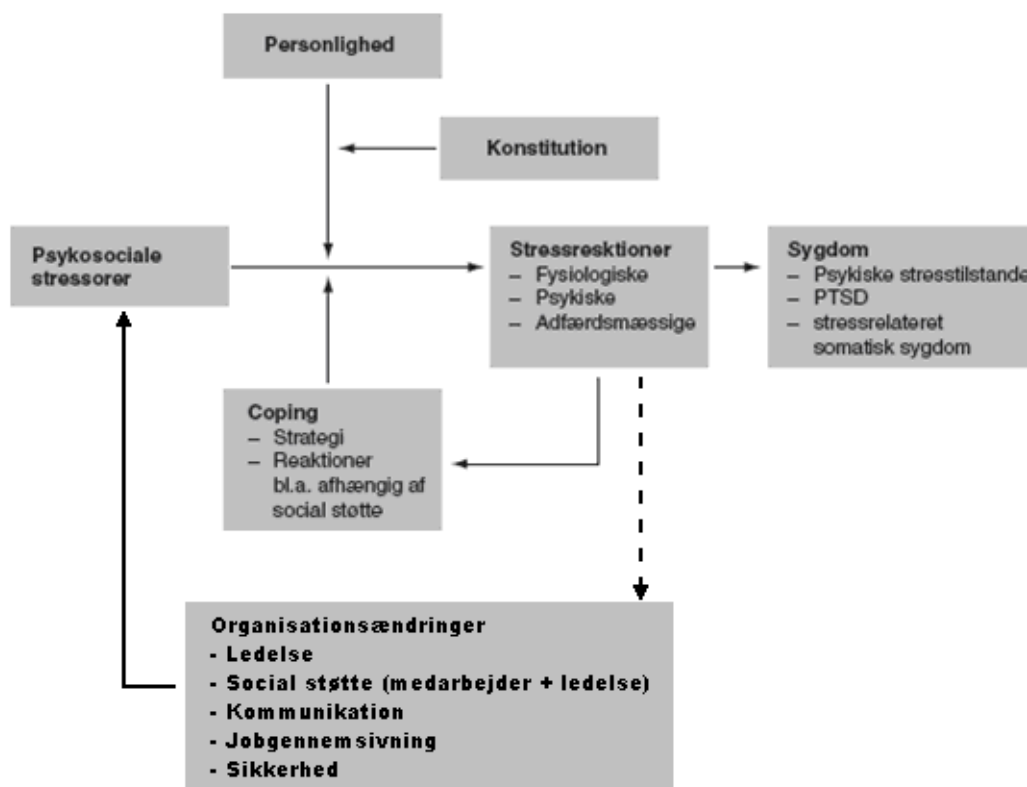 Personlighed
Konstitution
Psykosociale
stressorer
Stressresktioner
– Fysiologiske
– Psykiske
– Adfærdsmæssige
Sygdom
– Psykiske stresstilstande
– PTSD
– stressrelateret
somatisk sygdom
Coping
– Strategi
– Reaktioner
bl.a. afhængig af
social støtte
Organisationsændringer
- Ledelse
- Social støtte (medarbejder + ledelse)
- Kommunikation
- Jobgennemsivning
- Sikkerhed